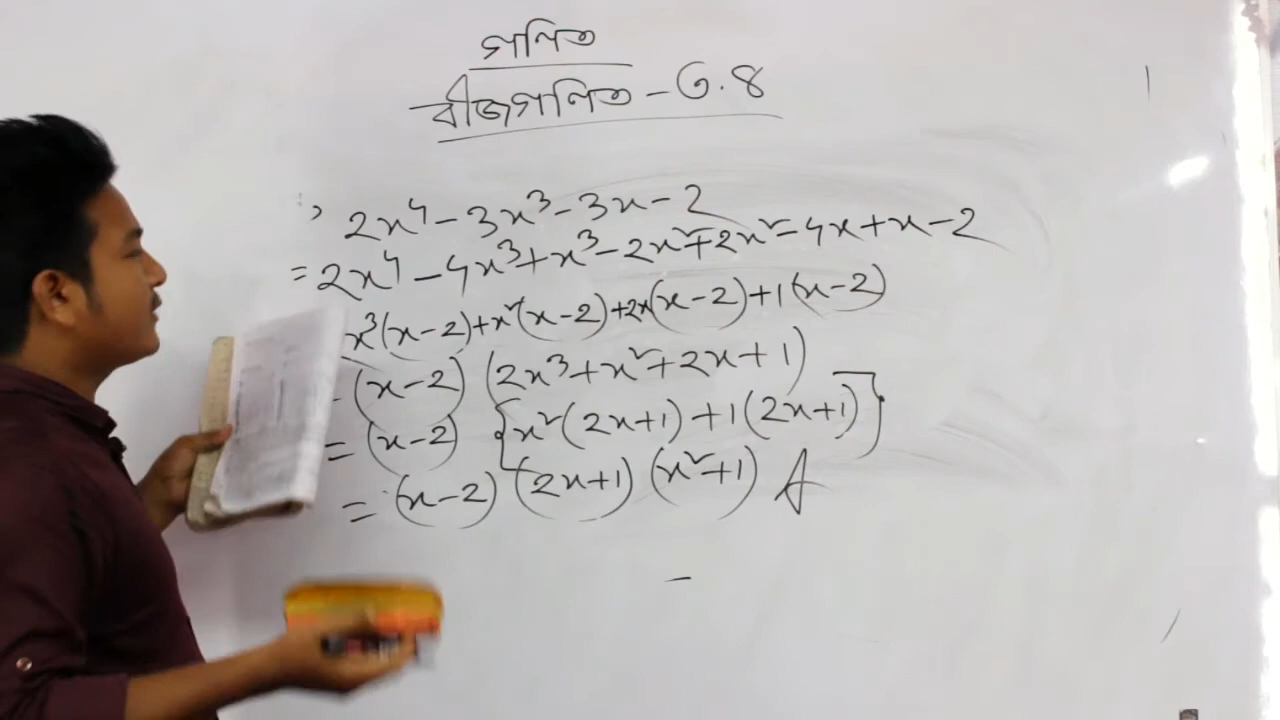 গণিত
বীজগণিত - ৩.৪
2x⁴ - 3x³ - 3x - 2
= 2x⁴ - 4x³ + x³ - 2x² + 2x² - 4x + x - 2
x³(x-2) + x²(x-2) + 2x(x-2) + 1(x-2)
= (x-2) (2x³ + x² + 2x + 1)
= (x-2) {x²(2x+1) + 1(2x+1)}
= (x-2) (2x+1) (x²+1) A